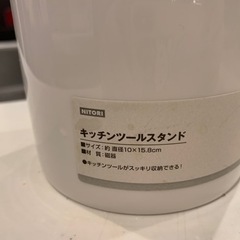 NITORI
キッチンツールスタンド
■サイズ：約 直径10×15.8cm
■材　質：磁器
●キッチンツールがスッキリ収納できる！